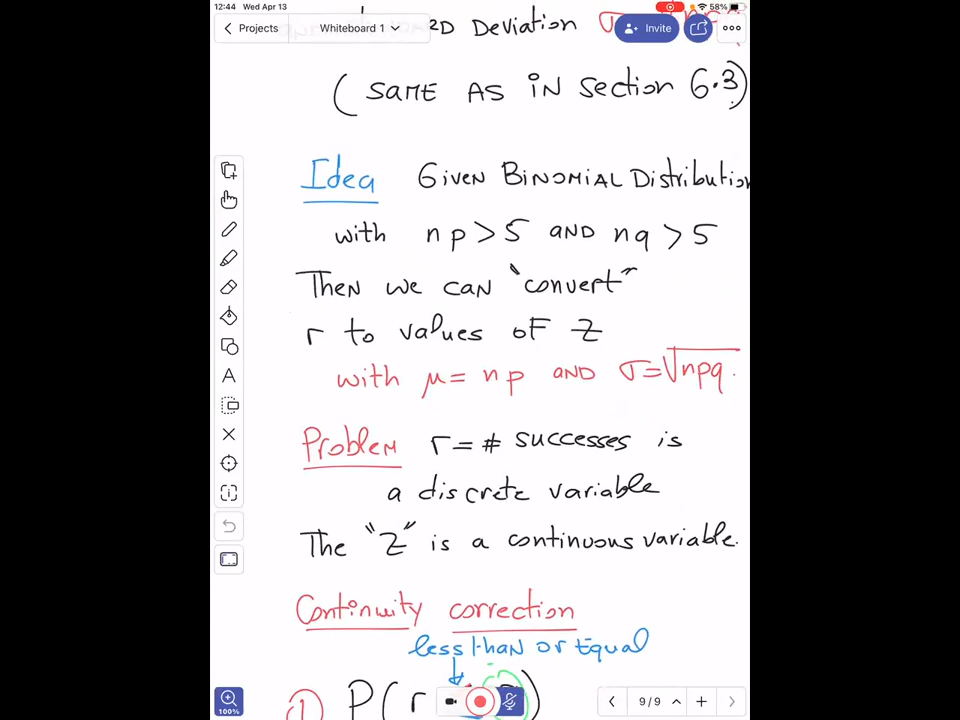 12:44 Wed Apr 13
58%
Projects
Whiteboard 1
Invite
2D Deviation σ
(SAME AS IN section 6.3)
Idea Given Binomial Distribution
with np > 5 AND nq > 5
Then we can "convert"
r to values of Z
with μ = np AND σ = √npq.
Problem r = # successes is
a discrete variable
The "Z" is a continuous variable.
Continuity correction
less than or Equal
① P(r
A
100%
9/9